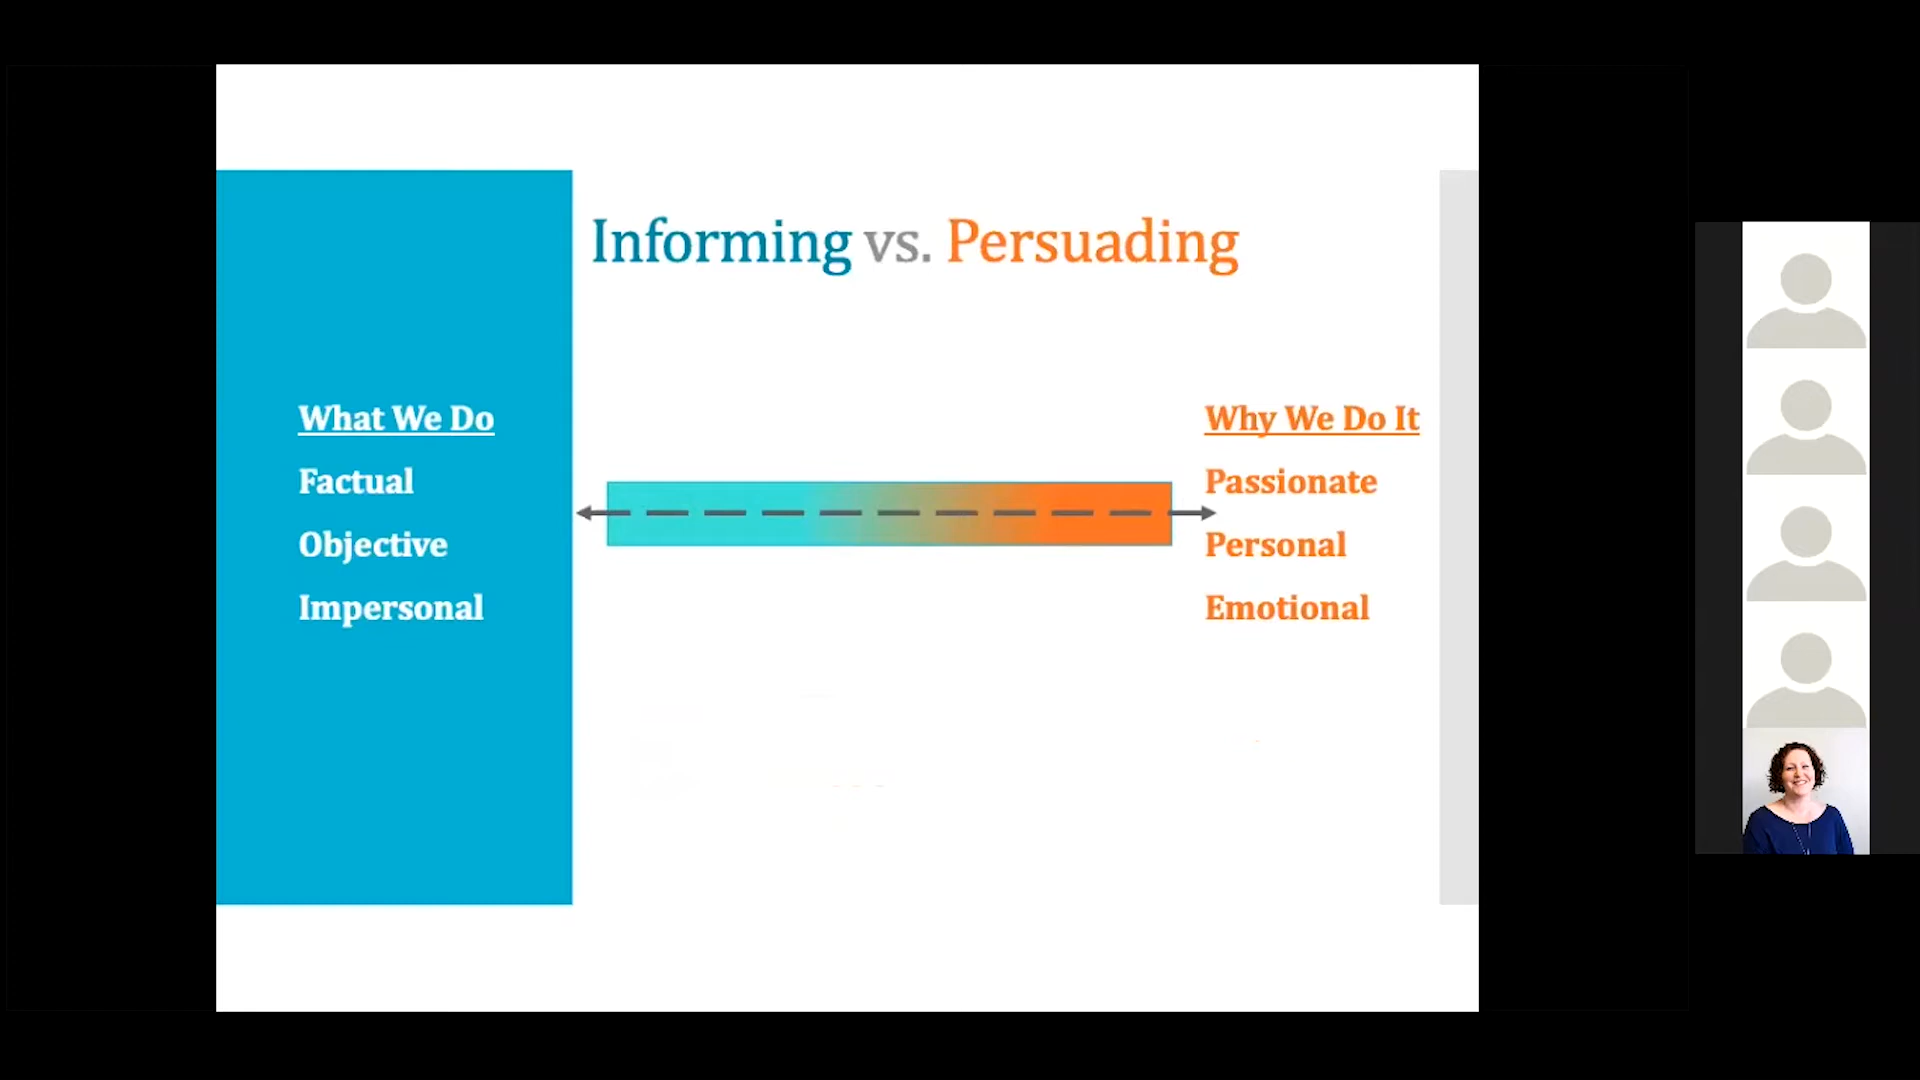 Informing vs. Persuading
What We Do
Factual
Objective
Impersonal
Why We Do It
Passionate
Personal
Emotional